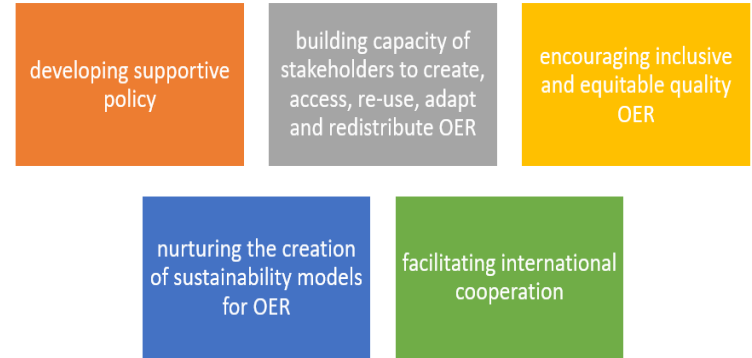 developing supportive
policy
building capacity of
stakeholders to create,
access, re-use, adapt
and redistribute OER
encouraging inclusive
and equitable quality
OER
nurturing the creation
of sustainability models
for OER
facilitating international
cooperation